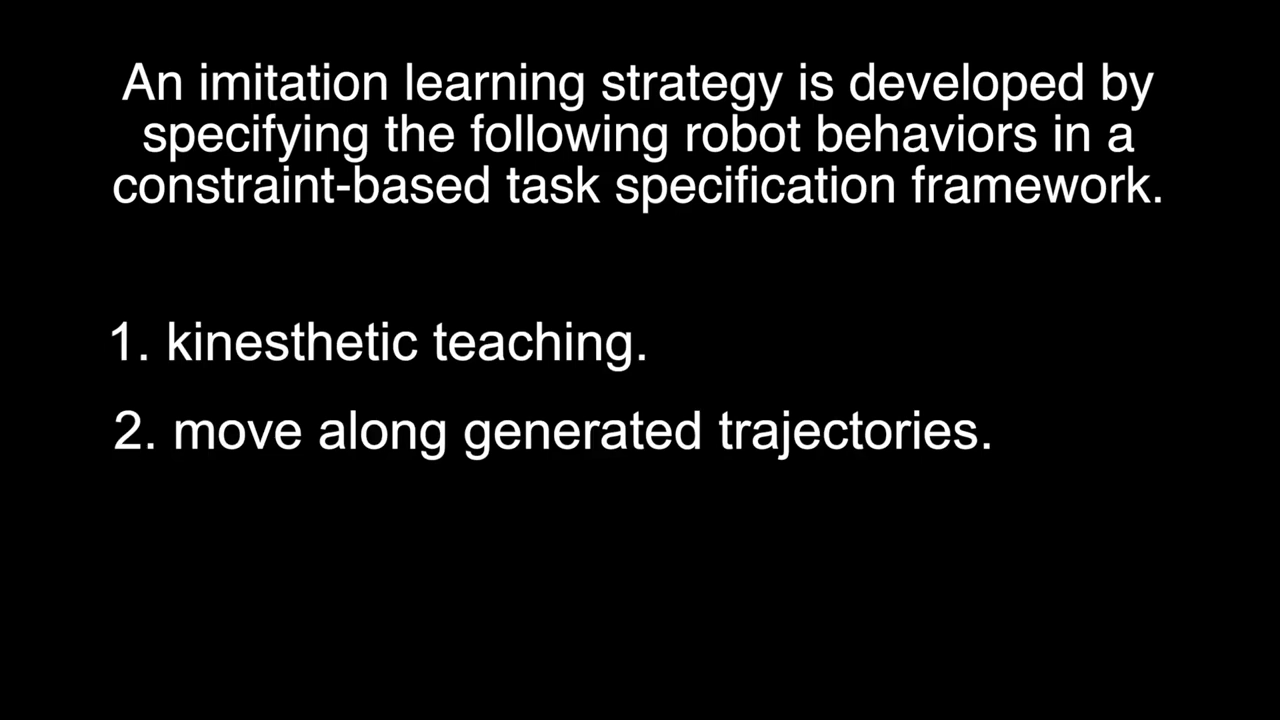 An imitation learning strategy is developed by
specifying the following robot behaviors in a
constraint-based task specification framework.
1. kinesthetic teaching.
2. move along generated trajectories.